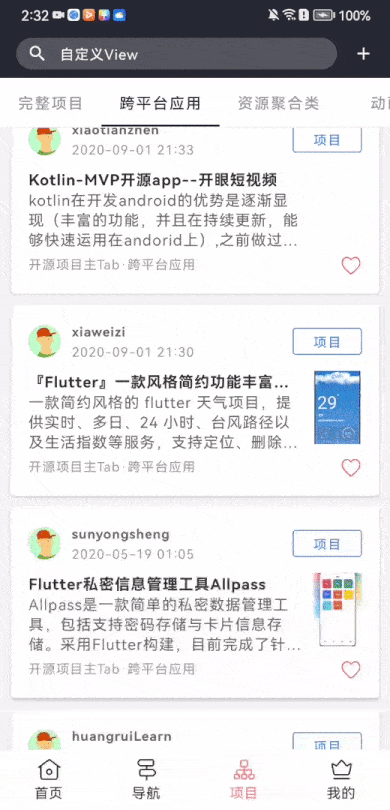 2:32
100%
自定义View
完整项目
跨平台应用
资源聚合类
xiaotianzhen
项目
2020-09-01 21:33
Kotlin-MVP开源app--开眼短视频
kotlin在开发android的优势是逐渐显
现（丰富的功能，并且在持续更新，能
够快速运用在andorid上）,之前做过...
开源项目主Tab·跨平台应用
xiaweizi
项目
2020-09-01 21:30
『Flutter』一款风格简约功能丰富...
一款简约风格的 flutter 天气项目，提
供实时、多日、24 小时、台风路径以
及生活指数等服务，支持定位、删除...
29°
开源项目主Tab·跨平台应用
sunyongsheng
项目
2020-05-19 01:05
Flutter私密信息管理工具Allpass
Allpass是一款简单的私密数据管理工
具，包括支持密码存储与卡片信息存
储。采用Flutter构建，目前完成了针...
开源项目主Tab·跨平台应用
huangruiLearn
项目
首页
导航
项目
我的